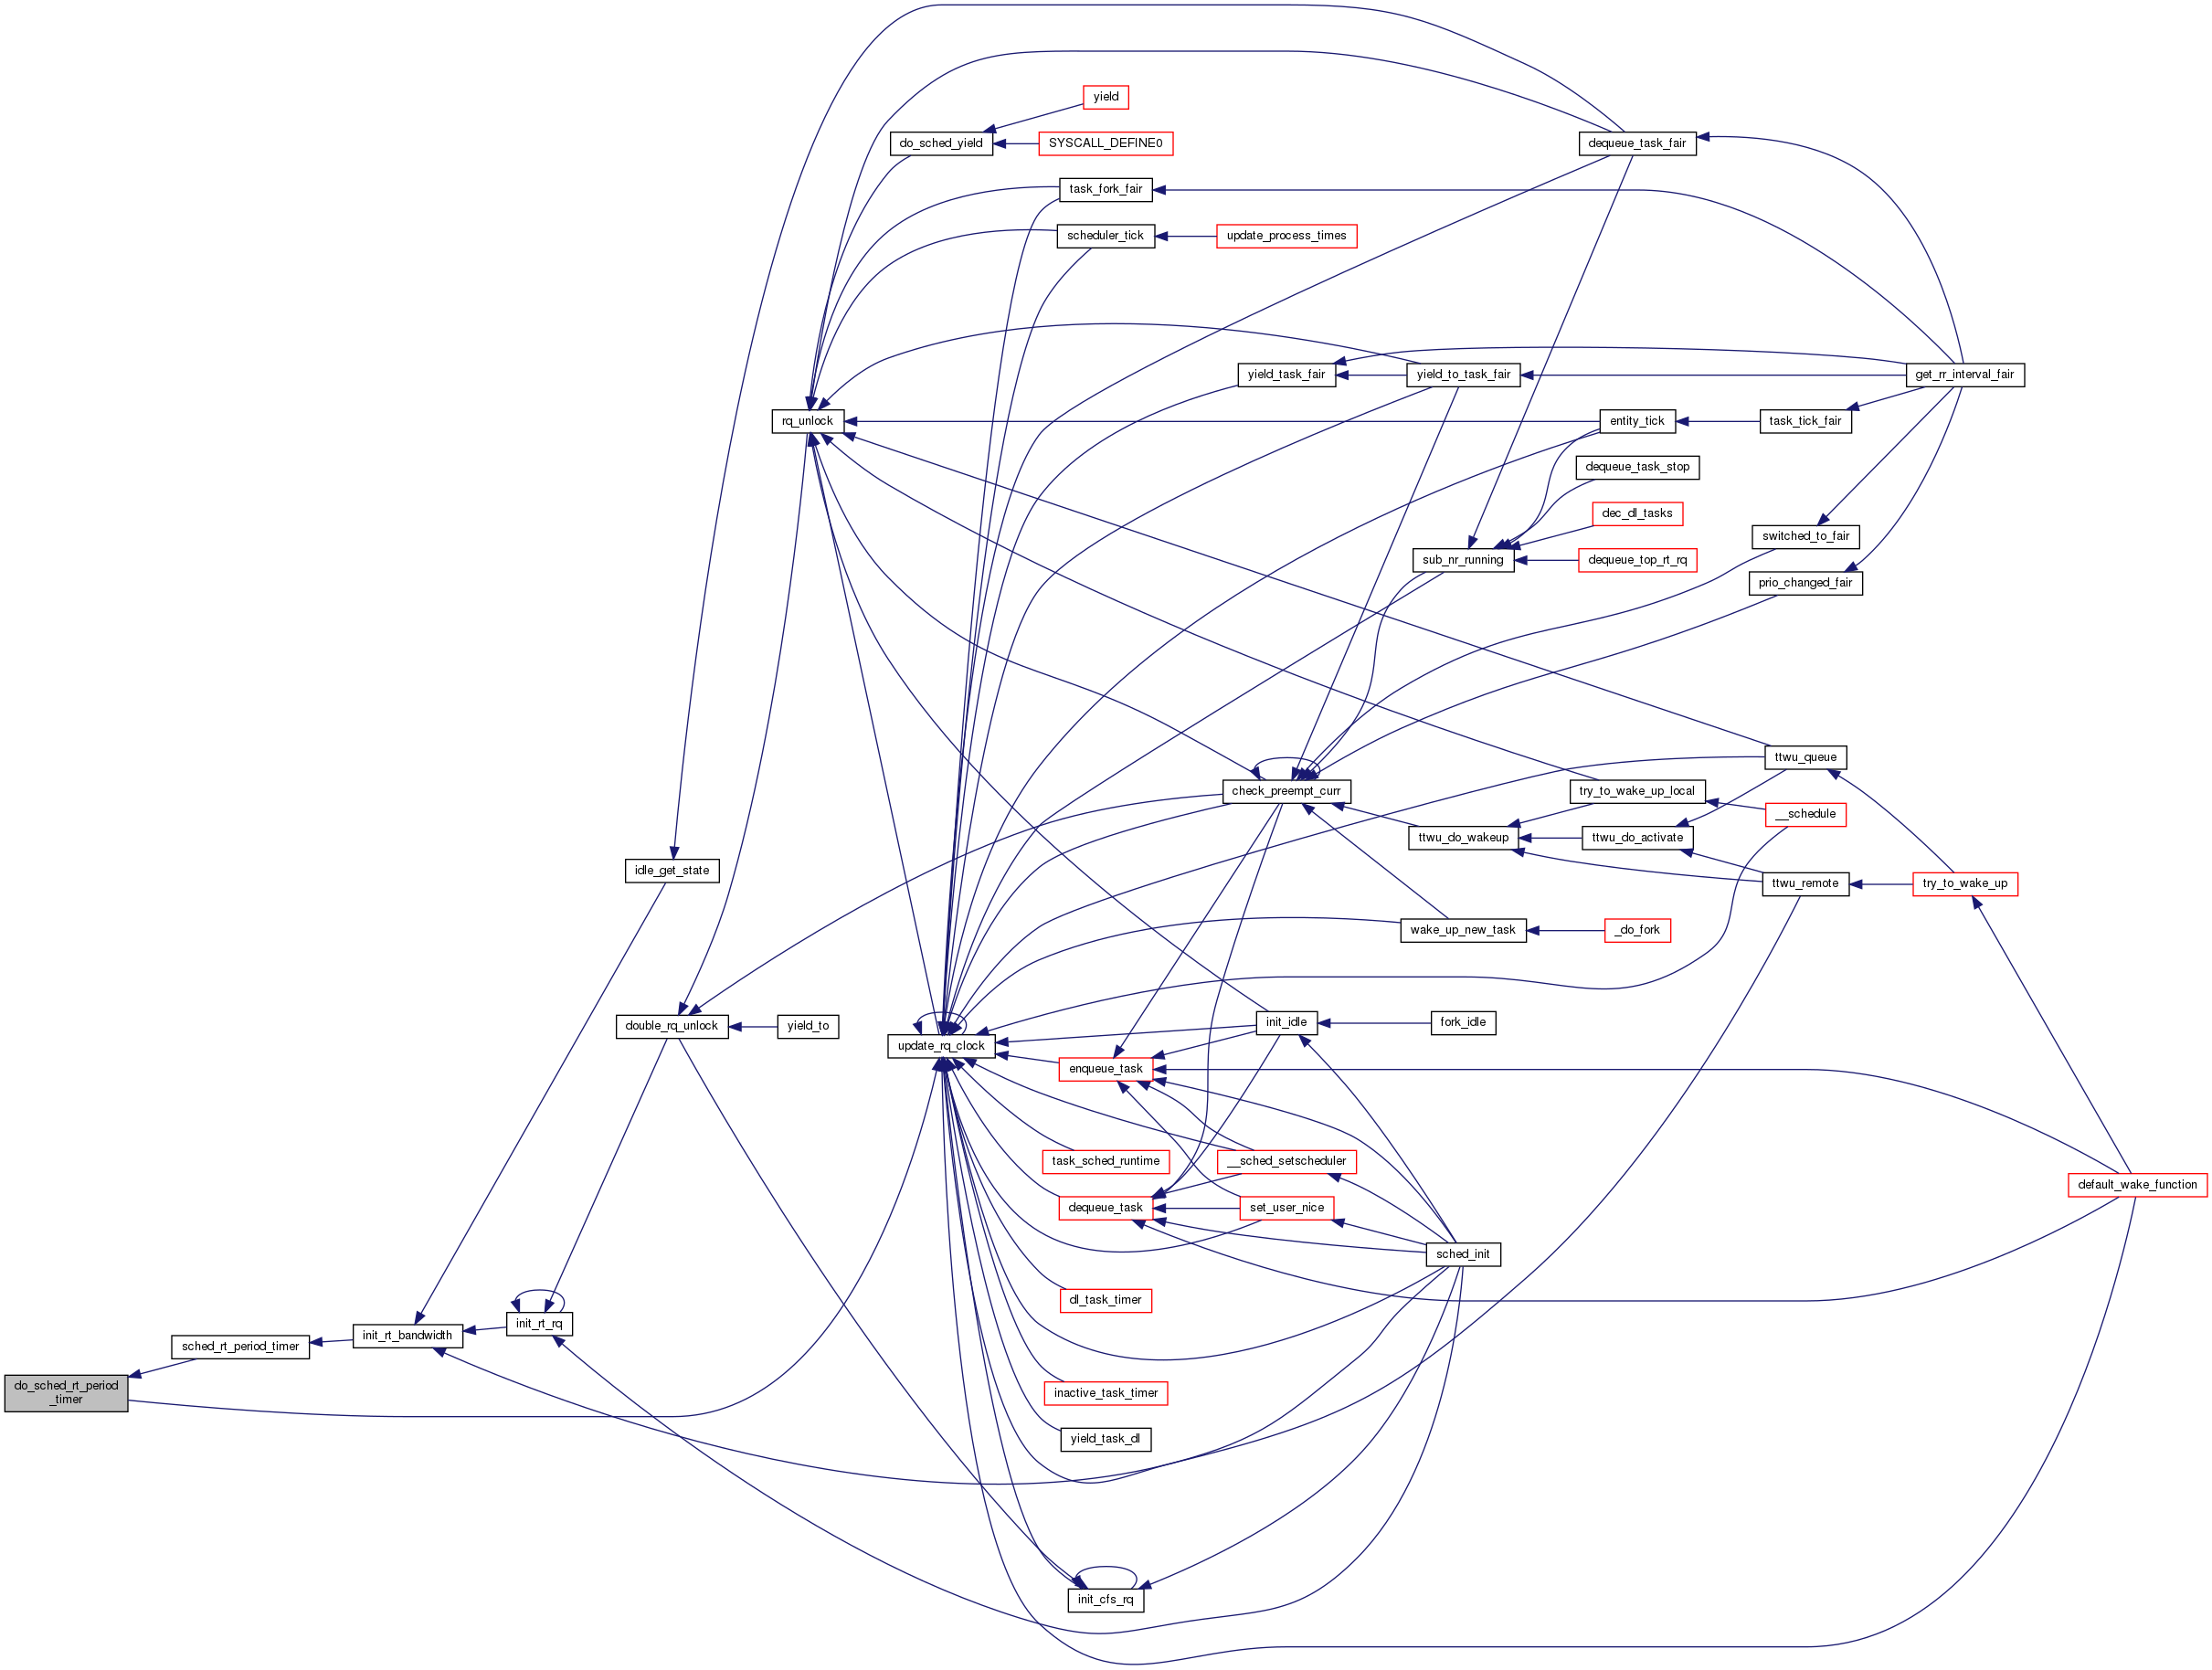 yield
do_sched_yield
SYSCALL_DEFINE0
dequeue_task_fair
task_fork_fair
scheduler_tick
update_process_times
yield_task_fair
yield_to_task_fair
get_rr_interval_fair
rq_unlock
entity_tick
task_tick_fair
dequeue_task_stop
dec_dl_tasks
switched_to_fair
sub_nr_running
dequeue_top_rt_rq
prio_changed_fair
ttwu_queue
check_preempt_curr
try_to_wake_up_local
__schedule
ttwu_do_wakeup
ttwu_do_activate
idle_get_state
ttwu_remote
try_to_wake_up
wake_up_new_task
_do_fork
double_rq_unlock
yield_to
init_idle
fork_idle
update_rq_clock
enqueue_task
task_sched_runtime
__sched_setscheduler
default_wake_function
dequeue_task
set_user_nice
sched_init
dl_task_timer
init_rt_rq
init_rt_bandwidth
sched_rt_period_timer
do_sched_rt_period
_timer
inactive_task_timer
yield_task_dl
init_cfs_rq